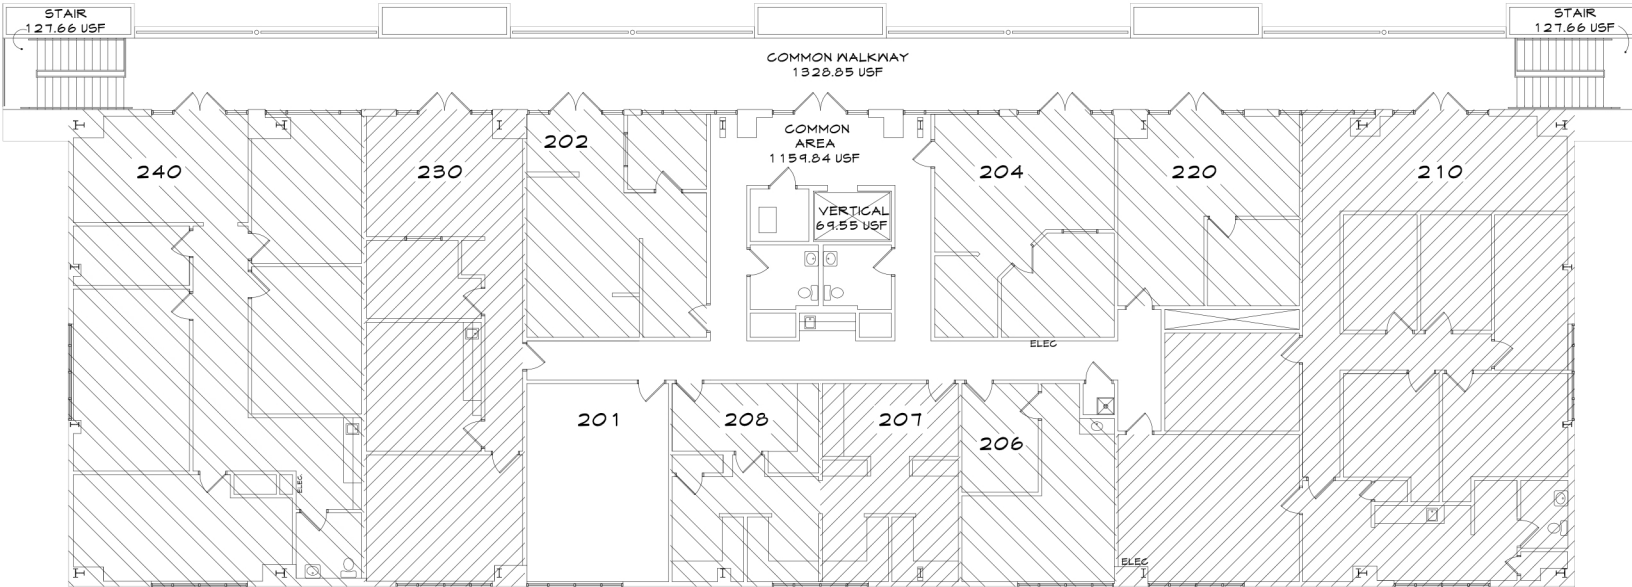 STAIR
127.66 USF
STAIR
127.66 USF
COMMON WALKWAY
1328.85 USF
COMMON
AREA
1159.84 USF
202
240
230
204
220
210
VERTICAL
69.55 USF
ELEC
201
208
207
206
ELEC
ELEC